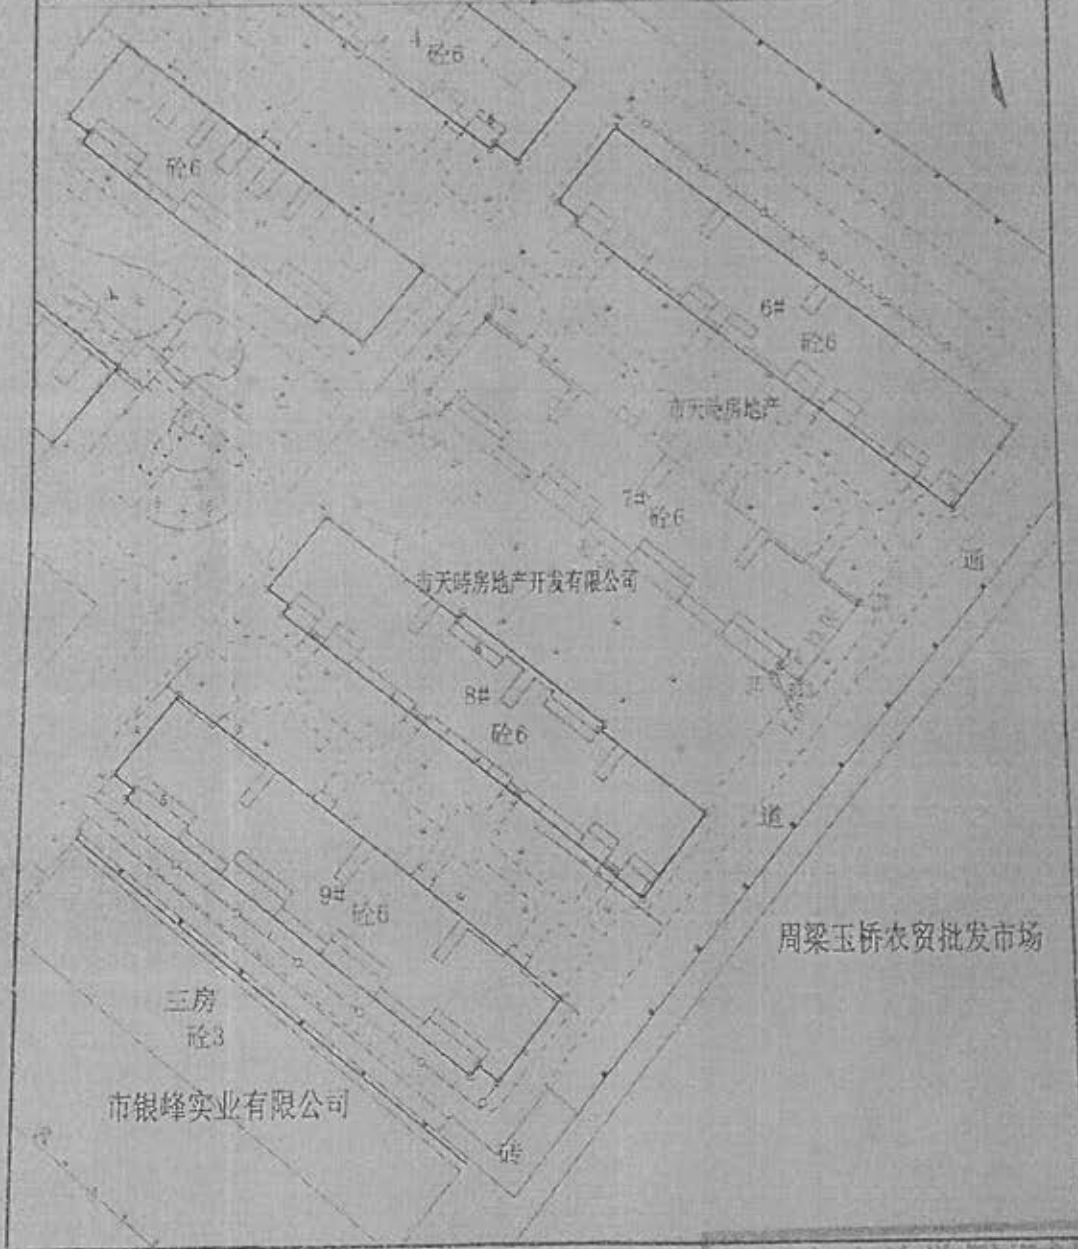 砼6
砼6
6#
砼6
市天時房地产
7#
砼6
通
市天時房地产开发有限公司
8#
砼6
道
5
9#
砼6
周梁玉桥农贸批发市场
三房
砼3
市银峰实业有限公司
砖